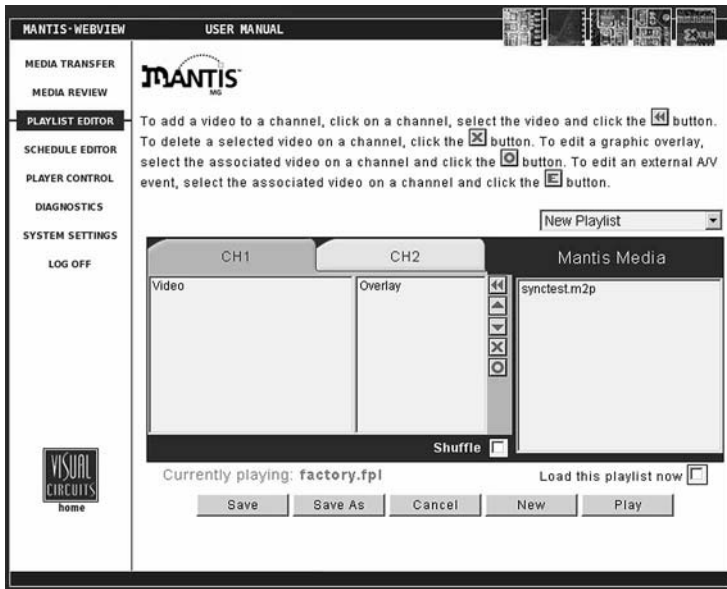 MANTIS·WEBVIEW USER MANUAL
XILIN
MEDIA TRANSFER
MEDIA REVIEW
PLAYLIST EDITOR
SCHEDULE EDITOR
PLAYER CONTROL
DIAGNOSTICS
SYSTEM SETTINGS
LOG OFF
VISUAL
CIRCUITS
home
MANTIS
MG
To add a video to a channel, click on a channel, select the video and click the button.
To delete a selected video on a channel, click the X button. To edit a graphic overlay,
select the associated video on a channel and click the O button. To edit an external A/V
event, select the associated video on a channel and click the E button.
New Playlist
CH1 CH2 Mantis Media
Video Overlay synctest.m2p
Shuffle
Currently playing: factory.fpl Load this playlist now
Save Save As Cancel New Play